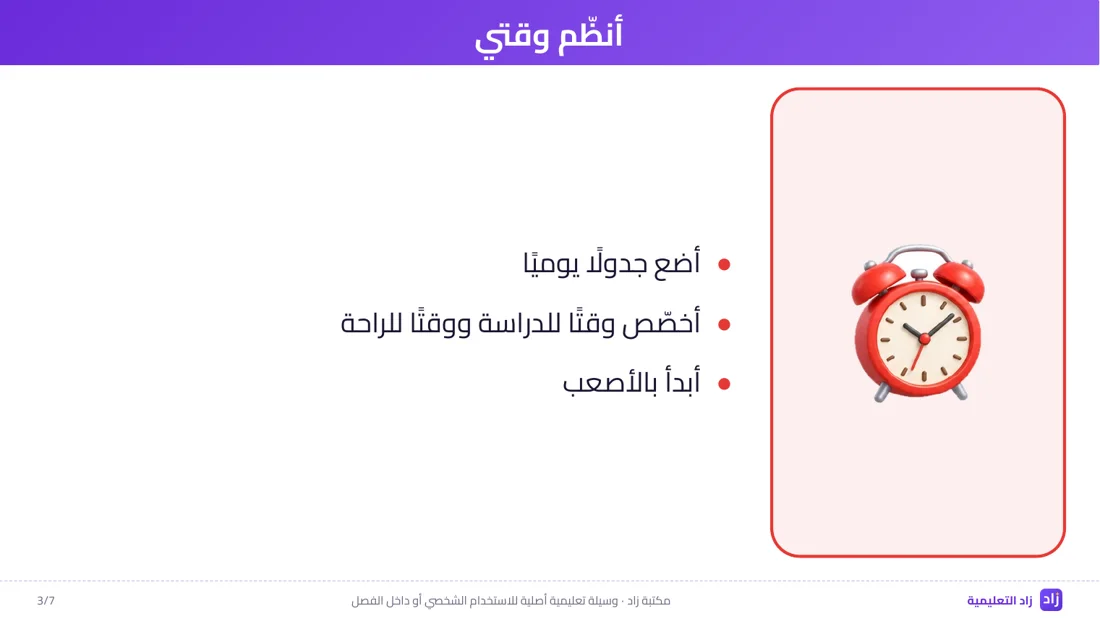 أنظّم وقتي
أضع جدولًا يوميًا
أخصّص وقتًا للدراسة ووقتًا للراحة
أبدأ بالأصعب
زاد زاد التعليمية
مكتبة زاد · وسيلة تعليمية أصلية للاستخدام الشخصي أو داخل الفصل
3/7